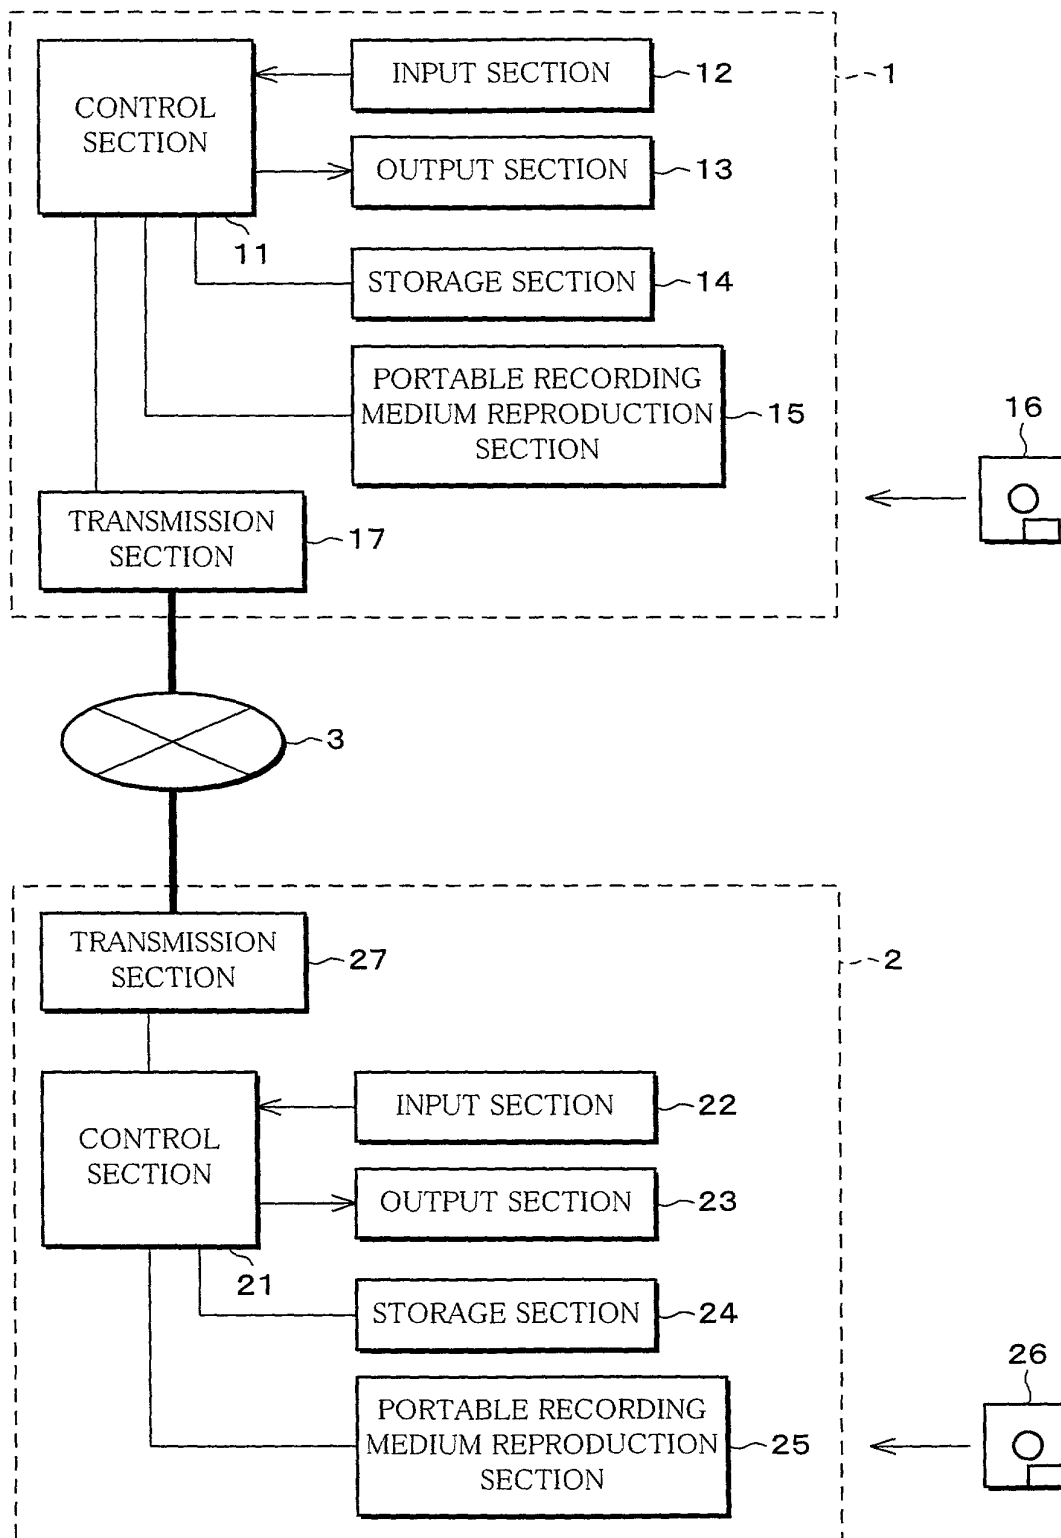 CONTROL
SECTION
11
INPUT SECTION
12
1
OUTPUT SECTION
13
STORAGE SECTION
14
PORTABLE RECORDING
MEDIUM REPRODUCTION
SECTION
15
16
TRANSMISSION
SECTION
17
3
TRANSMISSION
SECTION
27
2
CONTROL
SECTION
21
INPUT SECTION
22
OUTPUT SECTION
23
STORAGE SECTION
24
PORTABLE RECORDING
MEDIUM REPRODUCTION
SECTION
25
26